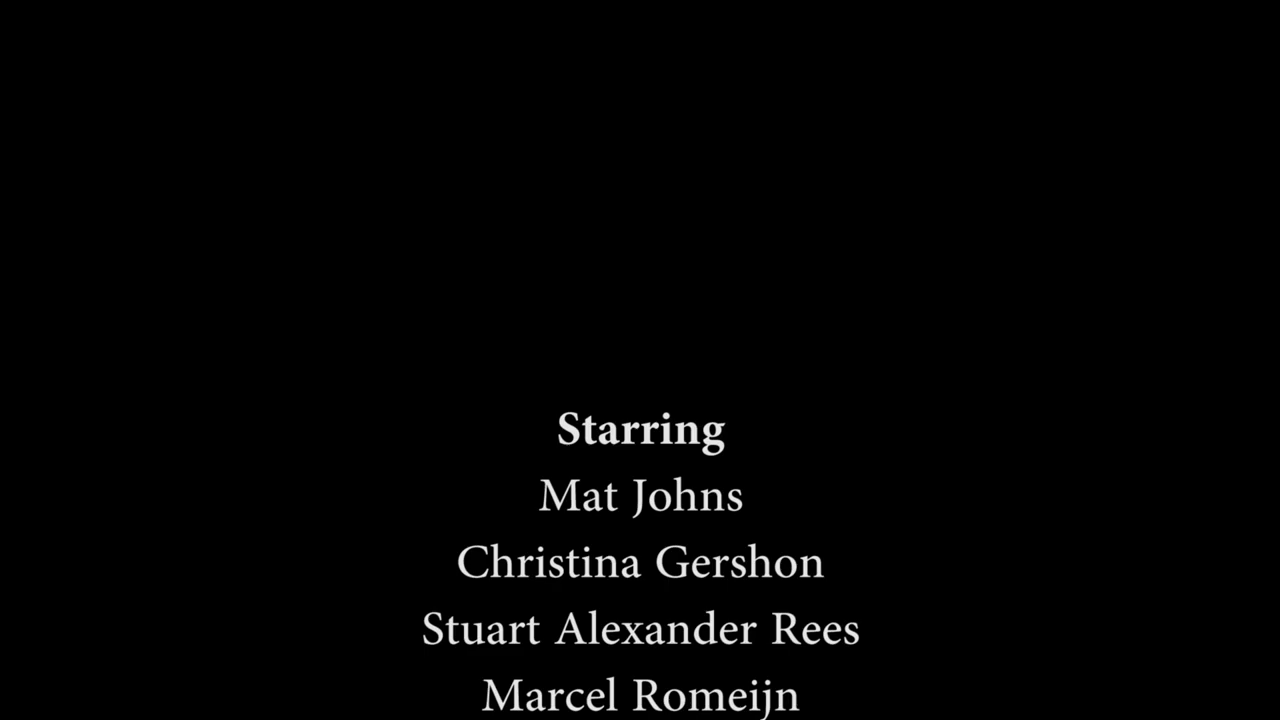 Starring
Mat Johns
Christina Gershon
Stuart Alexander Rees
Marcel Romeijn